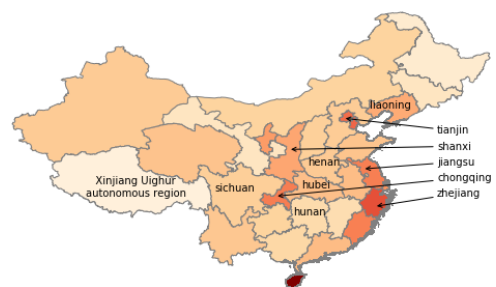 liaoning
tianjin
shanxi
henan
jiangsu
chongqing
Xinjiang Uighur
autonomous region
sichuan
hubei
zhejiang
hunan